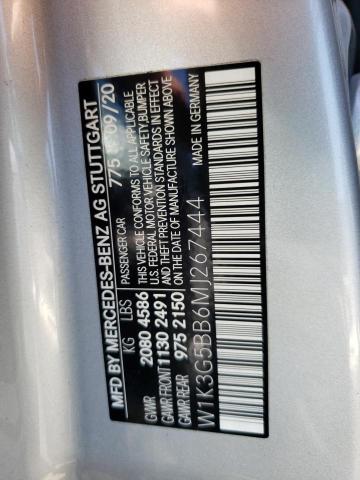 MFD BY MERCEDES-BENZ AG STUTTGART
775 09/20
KG LBS
PASSENGER CAR
GVWR 2080 4586
GAWR FRONT 1130 2491
GAWR REAR 975 2150
THIS VEHICLE CONFORMS TO ALL APPLICABLE
U.S. FEDERAL MOTOR VEHICLE SAFETY, BUMPER
AND THEFT PREVENTION STANDARDS IN EFFECT
ON THE DATE OF MANUFACTURE SHOWN ABOVE
MADE IN GERMANY
W1K3G5BB6MJ267444